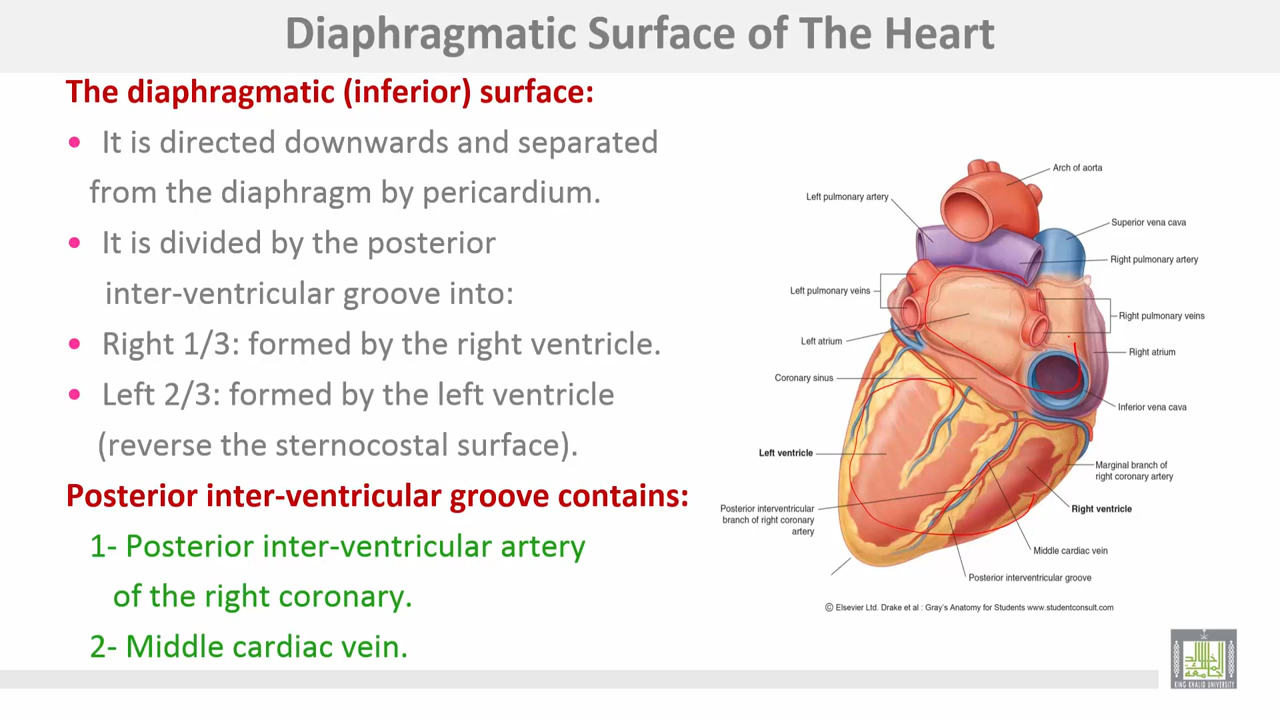 Diaphragmatic Surface of The Heart
The diaphragmatic (inferior) surface:
• It is directed downwards and separated
from the diaphragm by pericardium.
• It is divided by the posterior
inter-ventricular groove into:
• Right 1/3: formed by the right ventricle.
• Left 2/3: formed by the left ventricle
(reverse the sternocostal surface).
Posterior inter-ventricular groove contains:
1- Posterior inter-ventricular artery
of the right coronary.
2- Middle cardiac vein.
Arch of aorta
Left pulmonary artery
Superior vena cava
Right pulmonary artery
Left pulmonary veins
Right pulmonary veins
Left atrium
Right atrium
Coronary sinus
Inferior vena cava
Left ventricle
Marginal branch of
right coronary artery
Posterior interventricular
branch of right coronary
artery
Right ventricle
Middle cardiac vein
Posterior interventricular groove
© Elsevier Ltd. Drake et al : Gray's Anatomy for Students www.studentconsult.com
KING KHALID UNIVERSITY